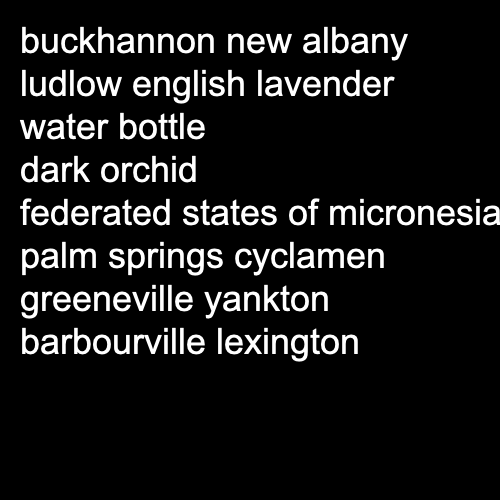 buckhannon new albany
ludlow english lavender
water bottle
dark orchid
federated states of micronesia
palm springs cyclamen
greeneville yankton
barbourville lexington